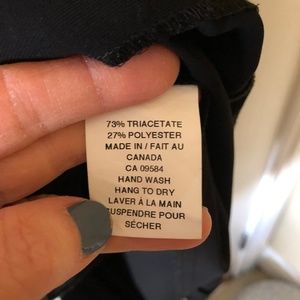 73% TRIACETATE
27% POLYESTER
MADE IN / FAIT AU
CANADA
CA 09584
HAND WASH
HANG TO DRY
LAVER À LA MAIN
SUSPENDRE POUR
SÉCHER